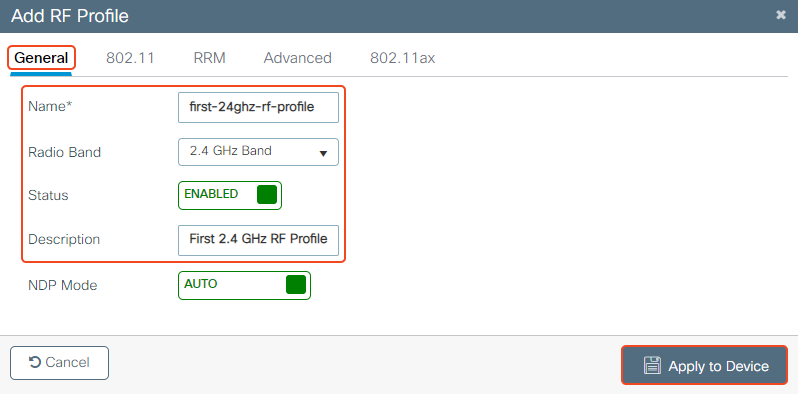 Add RF Profile
General 802.11 RRM Advanced 802.11ax
Name* first-24ghz-rf-profile
Radio Band 2.4 GHz Band
Status ENABLED
Description First 2.4 GHz RF Profile
NDP Mode AUTO
Cancel Apply to Device